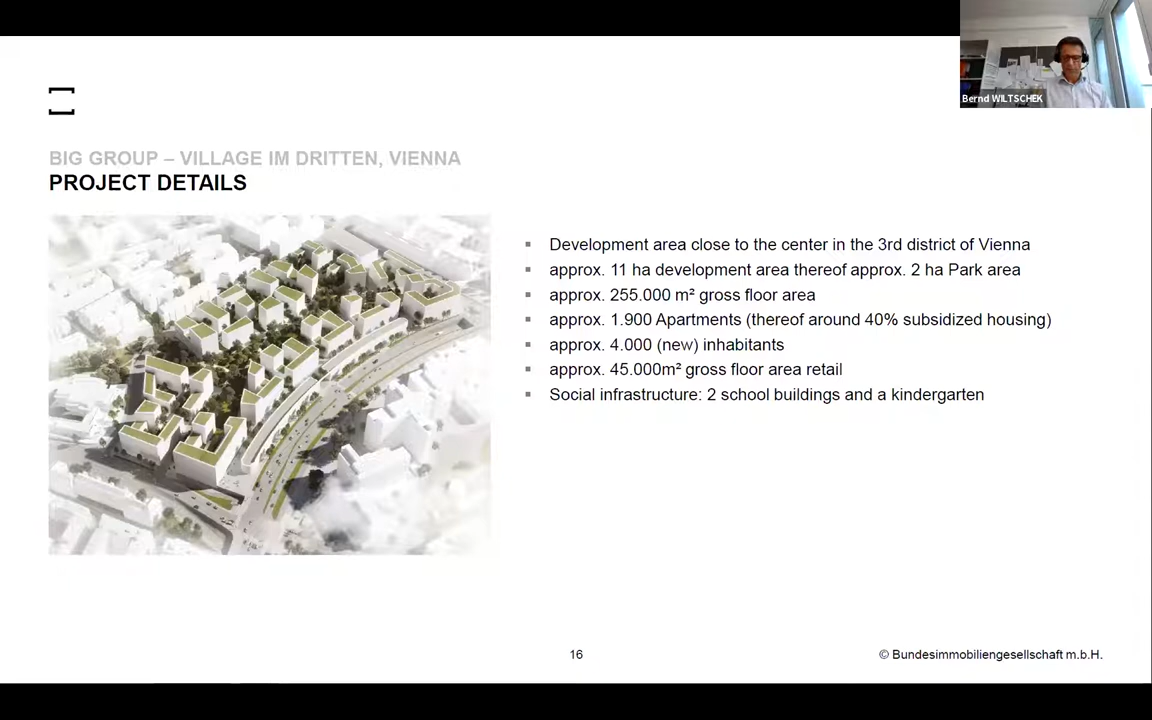 Bernd WILTSCHEK
BIG GROUP – VILLAGE IM DRITTEN, VIENNA
PROJECT DETAILS
Development area close to the center in the 3rd district of Vienna
approx. 11 ha development area thereof approx. 2 ha Park area
approx. 255.000 m² gross floor area
approx. 1.900 Apartments (thereof around 40% subsidized housing)
approx. 4.000 (new) inhabitants
approx. 45.000m² gross floor area retail
Social infrastructure: 2 school buildings and a kindergarten
16
© Bundesimmobiliengesellschaft m.b.H.